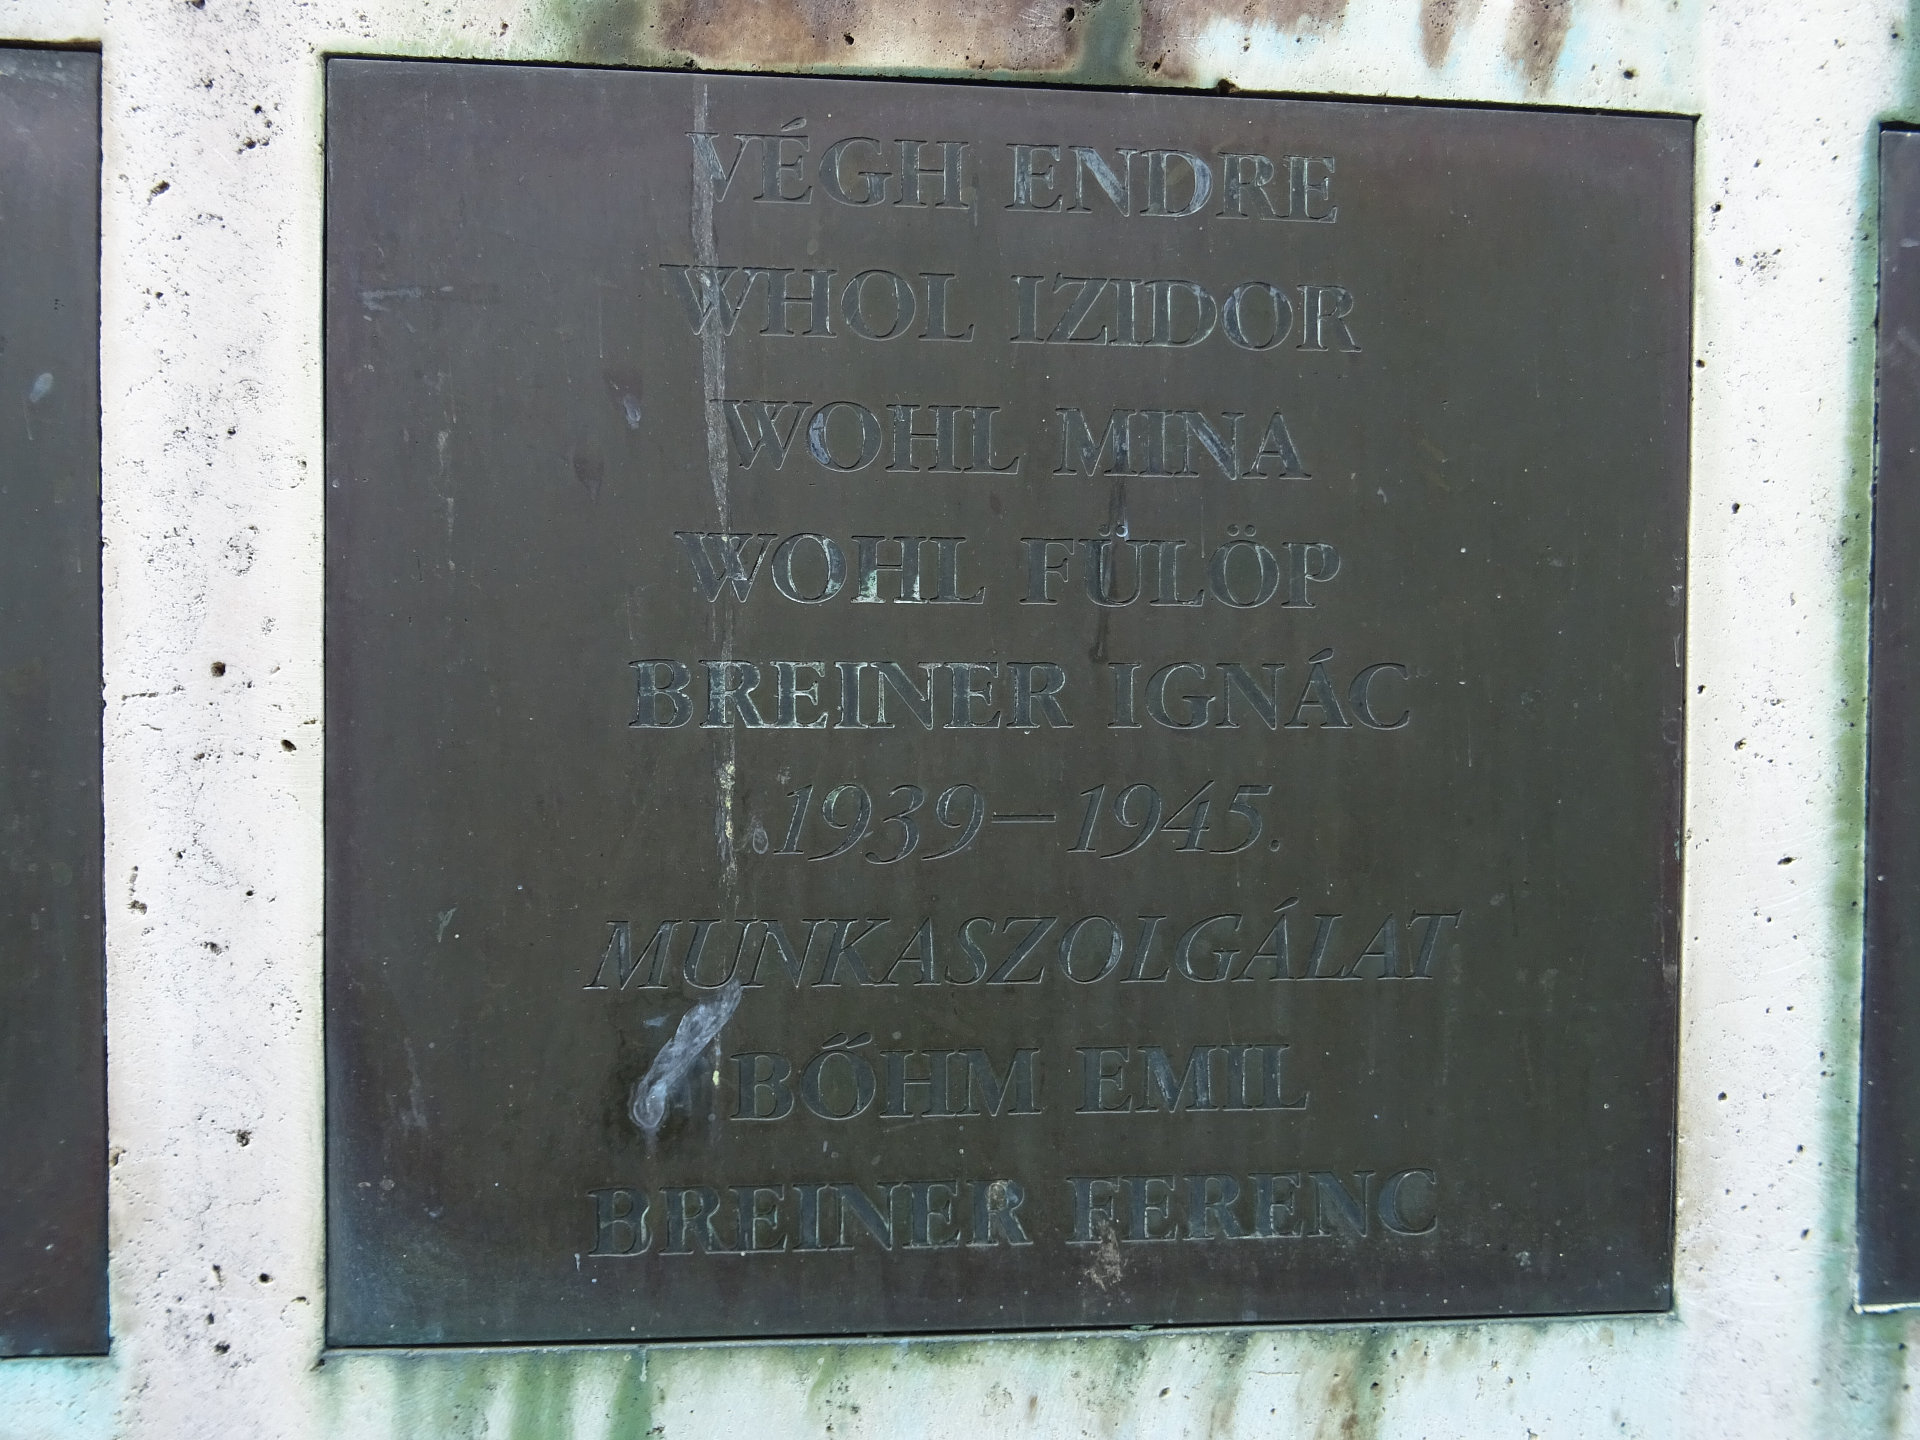 VÉGH ENDRE
WHOL IZIDOR
WOHL MINA
WOHL FÜLÖP
BREINER IGNÁC
.1939–1945.
MUNKASZOLGÁLAT
BŐHM EMIL
BREINER FERENC